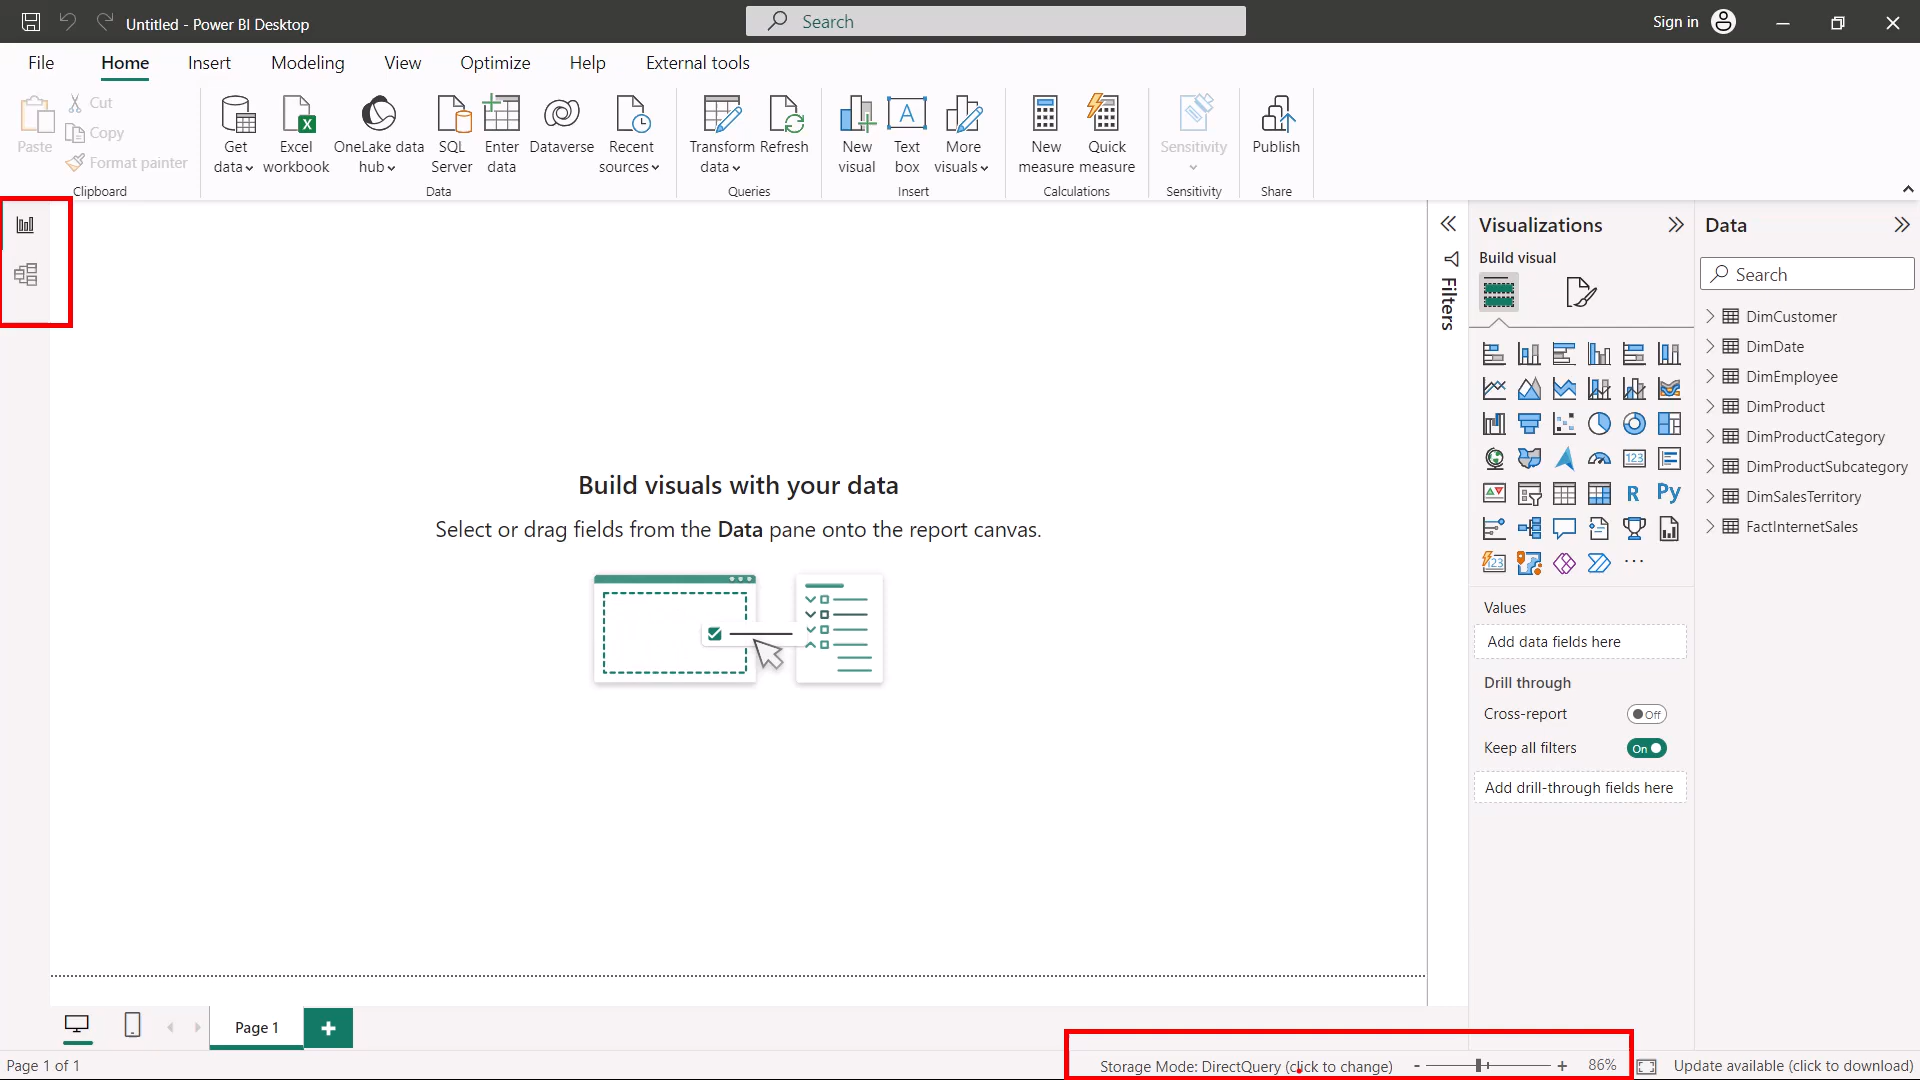 Untitled - Power BI Desktop
Search
Sign in
File
Home
Insert
Modeling
View
Optimize
Help
External tools
Paste
Cut
Copy
Format painter
Clipboard
Get data
Excel workbook
OneLake data hub
SQL Server
Enter data
Dataverse
Recent sources
Data
Transform data
Refresh
Queries
New visual
Text box
More visuals
Insert
New measure
Quick measure
Calculations
Sensitivity
Sensitivity
Publish
Share
Build visuals with your data
Select or drag fields from the Data pane onto the report canvas.
Filters
Visualizations
Build visual
123
R
Py
123
Values
Add data fields here
Drill through
Cross-report
Off
Keep all filters
On
Add drill-through fields here
Data
Search
DimCustomer
DimDate
DimEmployee
DimProduct
DimProductCategory
DimProductSubcategory
DimSalesTerritory
FactInternetSales
Page 1
Page 1 of 1
Storage Mode: DirectQuery (click to change)
86%
Update available (click to download)